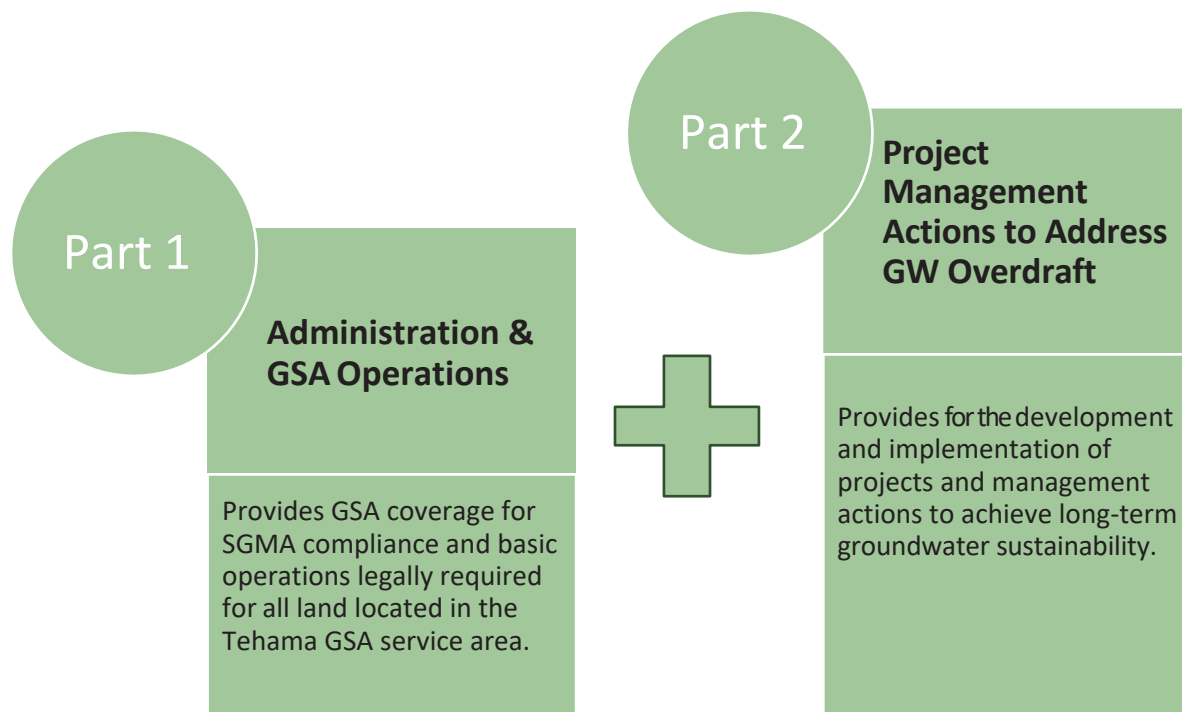 Part 1
Administration &
GSA Operations
Provides GSA coverage for
SGMA compliance and basic
operations legally required
for all land located in the
Tehama GSA service area.
Part 2
Project
Management
Actions to Address
GW Overdraft
Provides for the development
and implementation of
projects and management
actions to achieve long-term
groundwater sustainability.